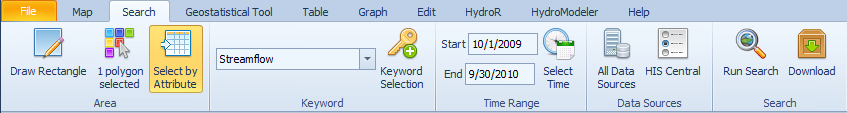 File Map Search Geostatistical Tool Table Graph Edit HydroR HydroModeler Help
Draw Rectangle
1 polygon
selected
Select by
Attribute
Area
Streamflow
Keyword
Selection
Keyword
Start 10/1/2009
End 9/30/2010
Select
Time
Time Range
All Data
Sources
HIS Central
Data Sources
Run Search
Download
Search